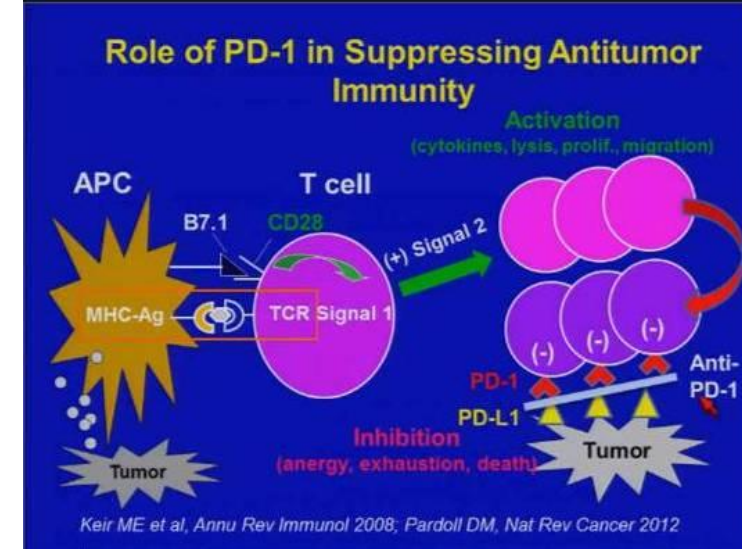 Role of PD-1 in Suppressing Antitumor
Immunity
Activation
(cytokines, lysis, prolif., migration)
APC
T cell
B7.1
CD28
(+) Signal 2
MHC-Ag
TCR Signal 1
(-)
(-)
(-)
PD-1
Anti-
PD-1
PD-L1
Inhibition
(anergy, exhaustion, death)
Tumor
Tumor
Keir ME et al, Annu Rev Immunol 2008; Pardoll DM, Nat Rev Cancer 2012